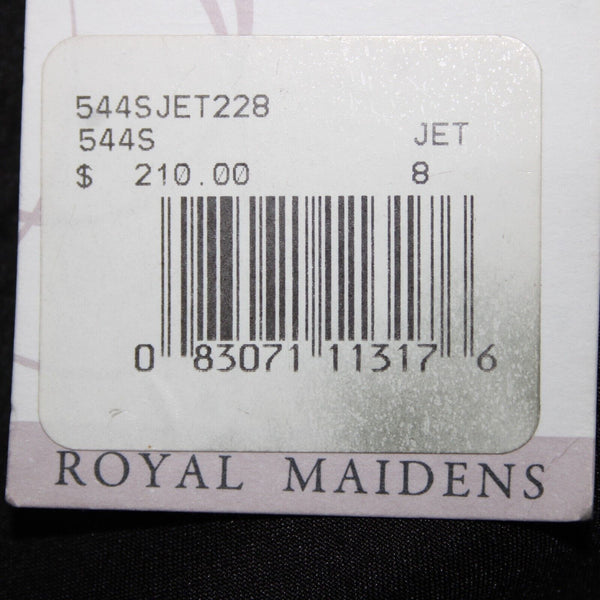 544SJET228
544S JET
$ 210.00 8
0 83071 11317 6
ROYAL MAIDENS